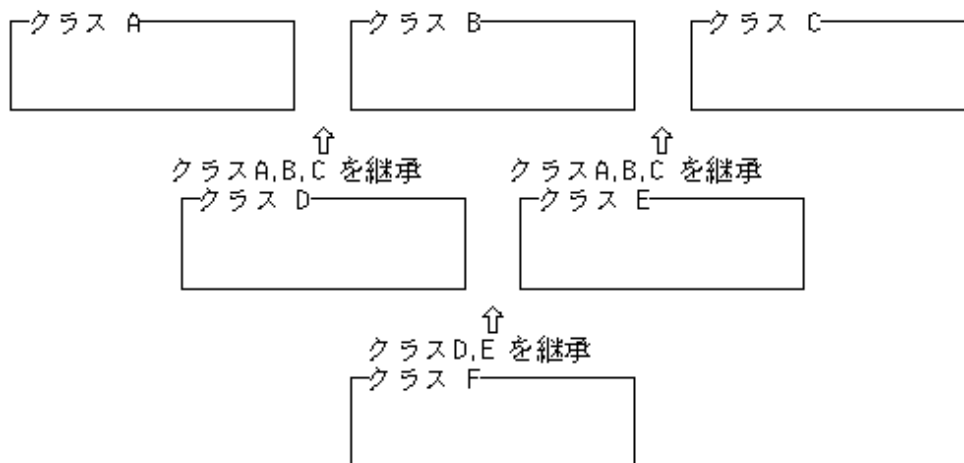 クラス A クラス B クラス C
クラスA,B,C を継承 クラスA,B,C を継承
クラス D クラス E
クラスD,E を継承
クラス F